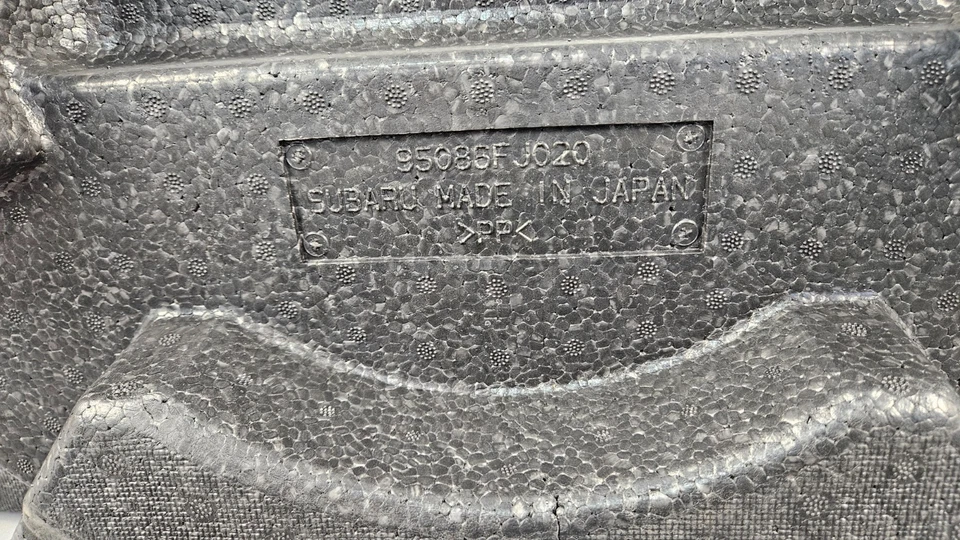 95086FJ020
SUBARU MADE IN JAPAN
>PP<